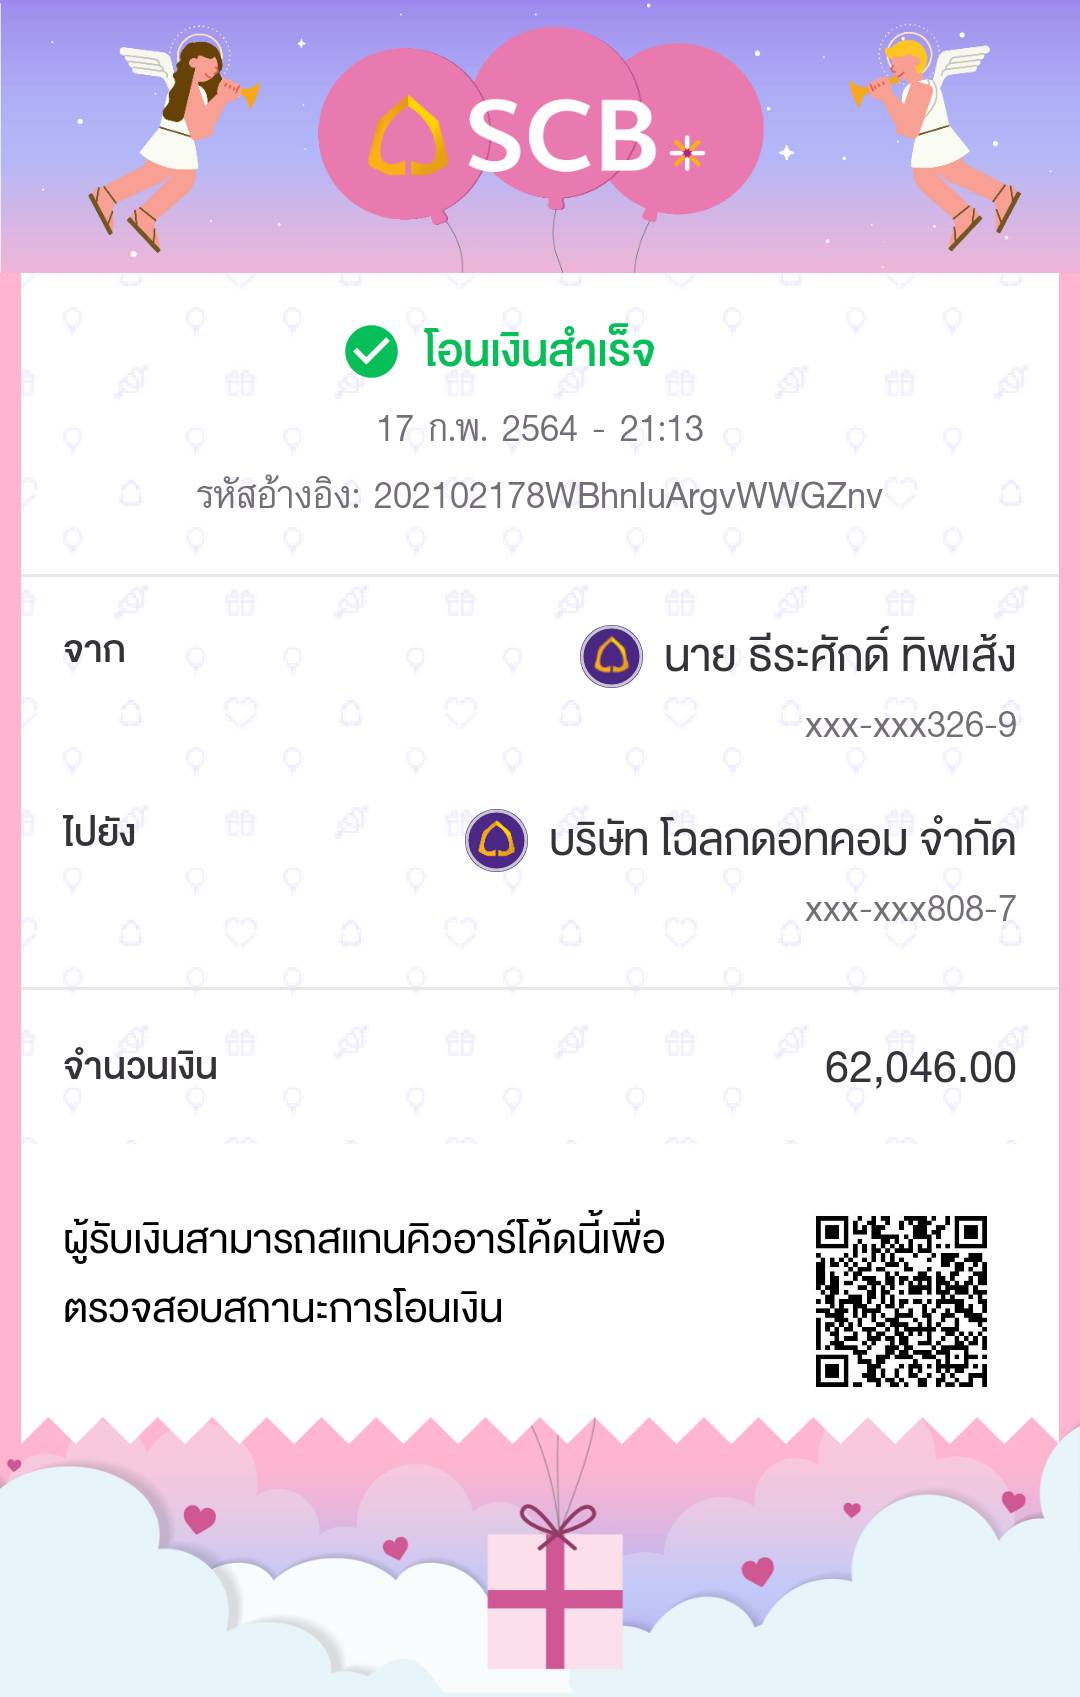 SCB
โอนเงินสำเร็จ
17 ก.พ. 2564 - 21:13
รหัสอ้างอิง: 202102178WBhnIuArgvWWGZnv
จาก
นาย ธีระศักดิ์ ทิพเส้ง
xxx-xxx326-9
ไปยัง
บริษัท โฉลกดอทคอม จำกัด
xxx-xxx808-7
จำนวนเงิน
62,046.00
ผู้รับเงินสามารถสแกนคิวอาร์โค้ดนี้เพื่อ
ตรวจสอบสถานะการโอนเงิน